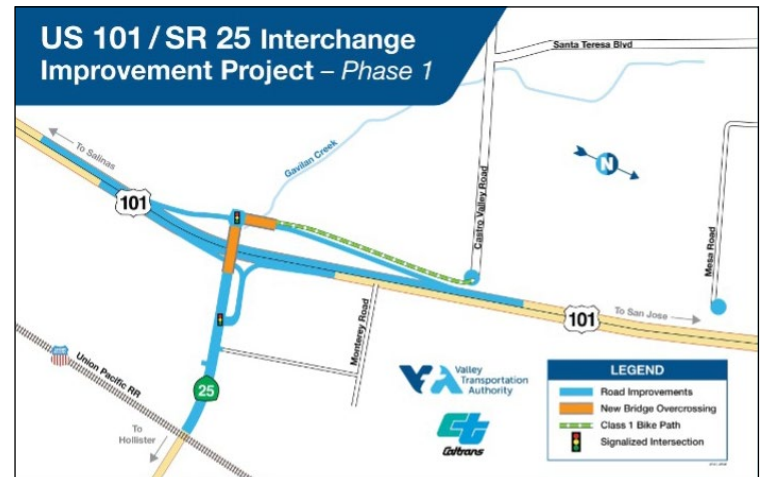 US 101 / SR 25 Interchange
Improvement Project – Phase 1
Santa Teresa Blvd
To Salinas
101
Gavilan Creek
Castro Valley Road
N
Mesa Road
To San Jose
101
Monterey Road
Union Pacific RR
25
To
Hollister
Valley
Transportation
Authority
Caltrans
LEGEND
Road Improvements
New Bridge Overcrossing
Class 1 Bike Path
Signalized Intersection